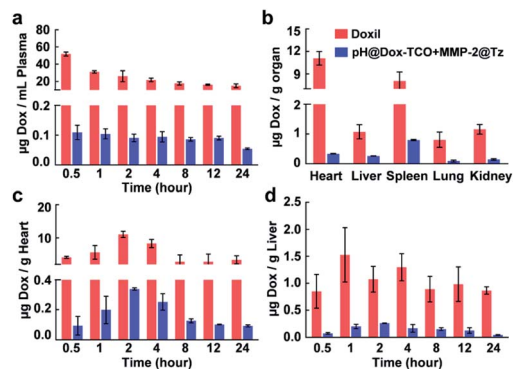 a
µg Dox / mL Plasma
60
50
40
30
20
0.2
0.1
0.0
0.5 1 2 4 8 12 24
Time (hour)
b
Doxil
pH@Dox-TCO+MMP-2@Tz
µg Dox / g organ
15
12
9
2
1
0
Heart Liver Spleen Lung Kidney
c
µg Dox / g Heart
20
10
0.4
0.2
0.0
0.5 1 2 4 8 12 24
Time (hour)
d
µg Dox / g Liver
2.5
2.0
1.5
1.0
0.5
0.0
0.5 1 2 4 8 12 24
Time (hour)